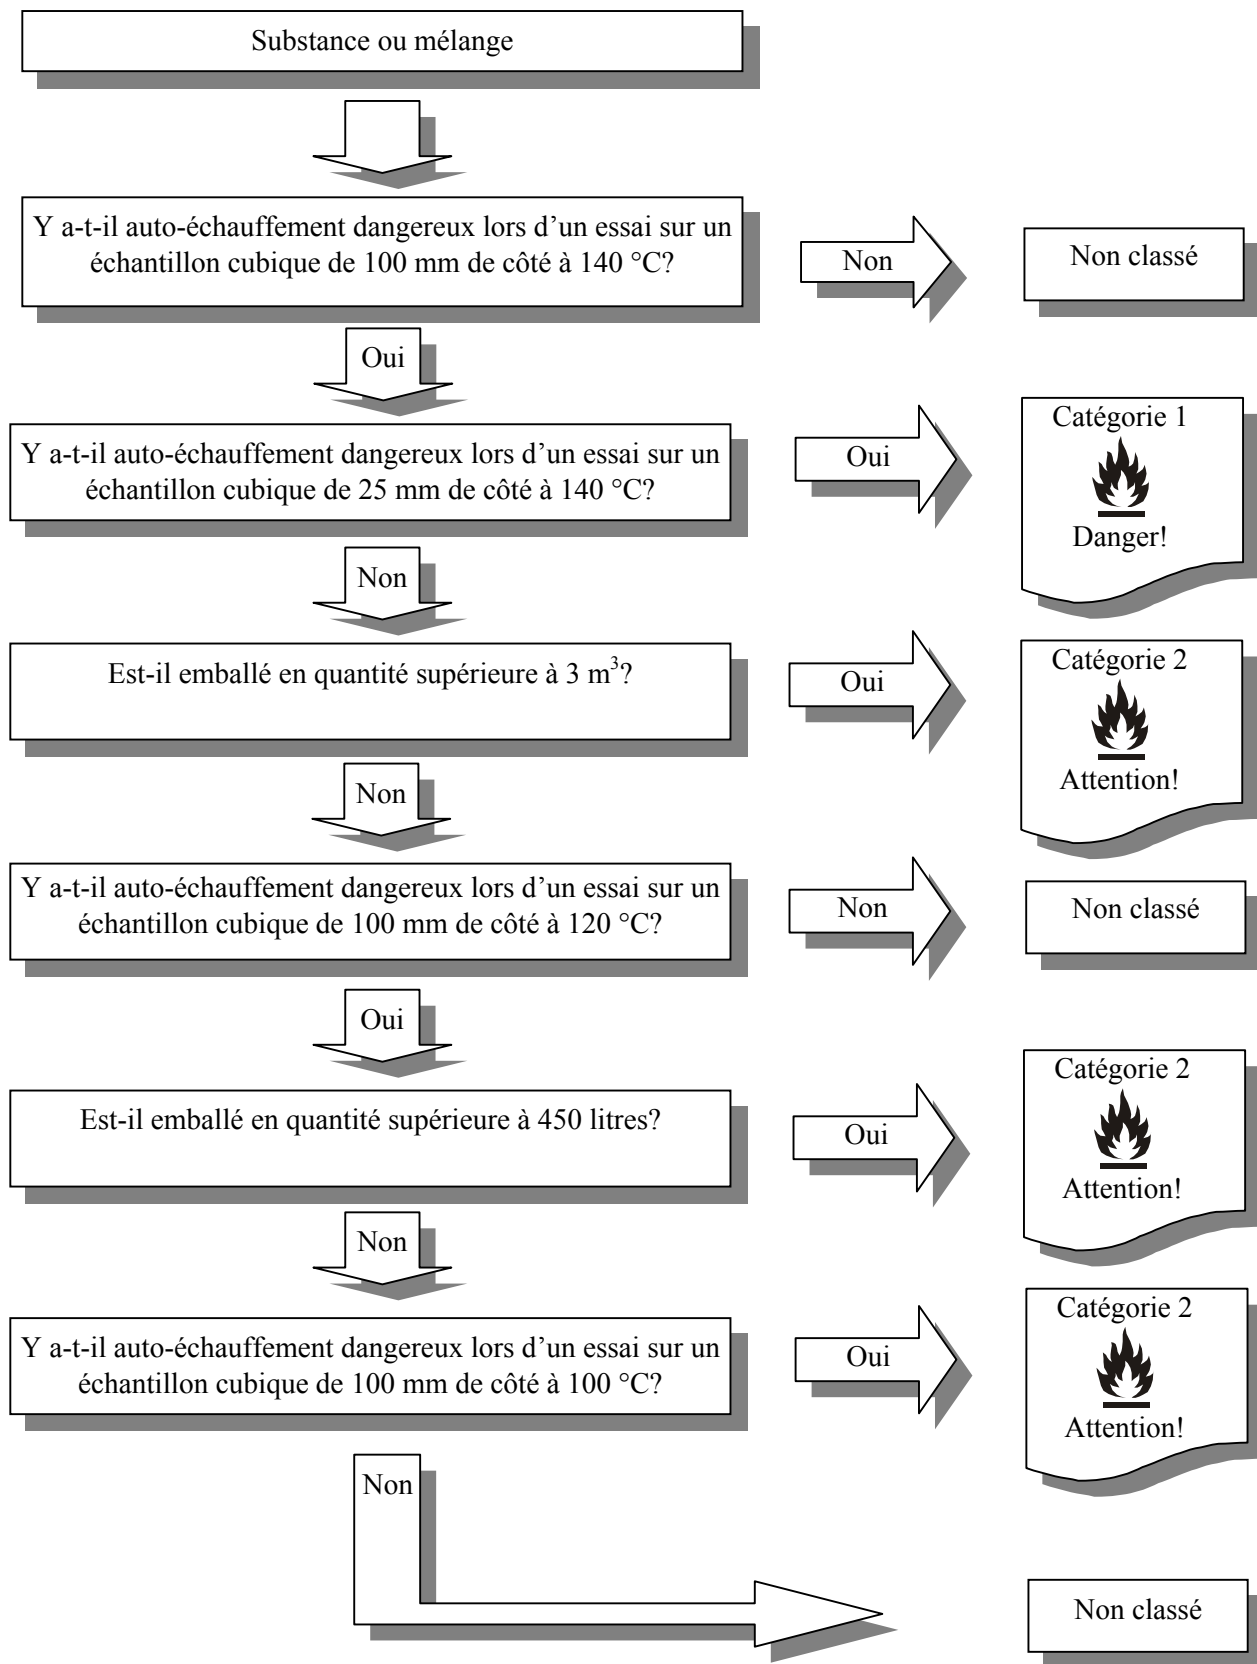 Substance ou mélange
Y a-t-il auto-échauffement dangereux lors d’un essai sur un
échantillon cubique de 100 mm de côté à 140 °C?
Non
Non classé
Oui
Y a-t-il auto-échauffement dangereux lors d’un essai sur un
échantillon cubique de 25 mm de côté à 140 °C?
Oui
Catégorie 1
Danger!
Non
Est-il emballé en quantité supérieure à 3 m³?
Oui
Catégorie 2
Attention!
Non
Y a-t-il auto-échauffement dangereux lors d’un essai sur un
échantillon cubique de 100 mm de côté à 120 °C?
Non
Non classé
Oui
Est-il emballé en quantité supérieure à 450 litres?
Oui
Catégorie 2
Attention!
Non
Y a-t-il auto-échauffement dangereux lors d’un essai sur un
échantillon cubique de 100 mm de côté à 100 °C?
Oui
Catégorie 2
Attention!
Non
Non classé